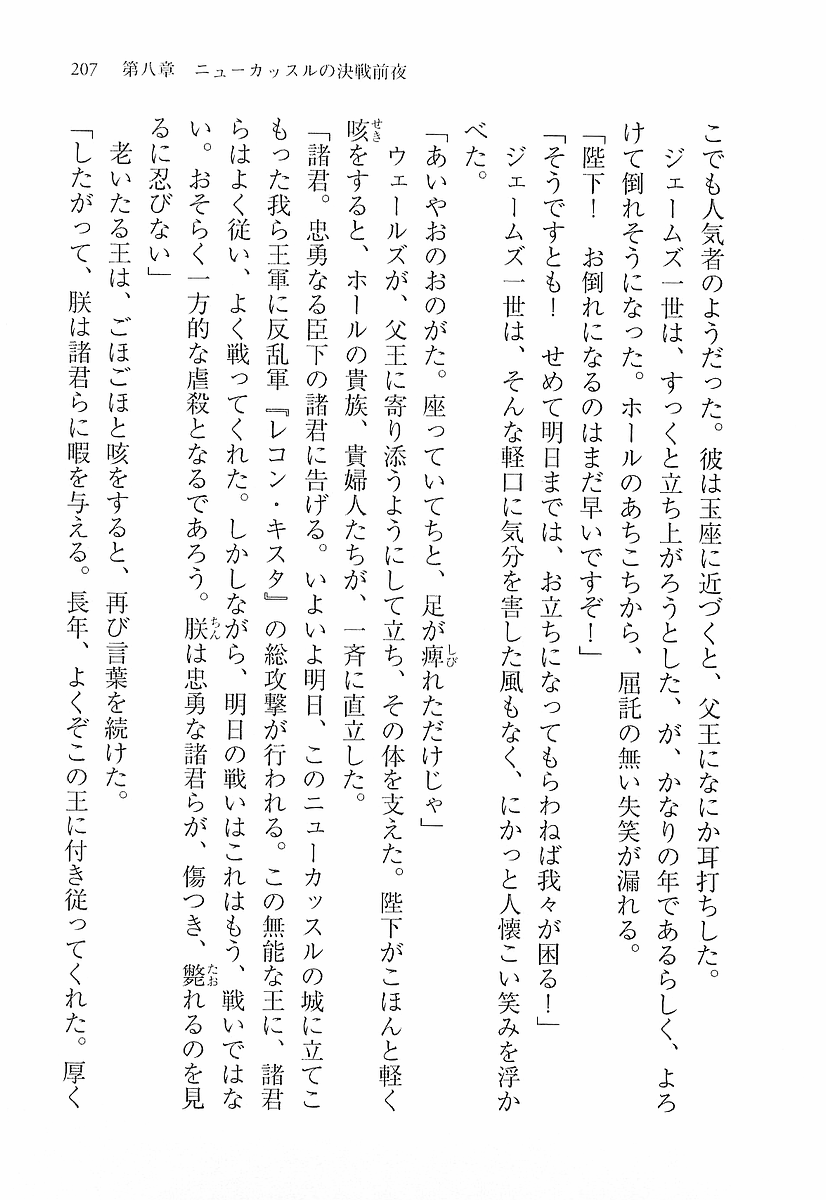 207　第八章　ニューカッスルの決戦前夜
こでも人気者のようだった。彼は玉座に近づくと、父王になにか耳打ちした。
　ジェームズ一世は、すっくと立ち上がろうとした、が、かなりの年であるらしく、よろ
けて倒れそうになった。ホールのあちこちから、屈託の無い失笑が漏れる。
「陛下！　お倒れになるのはまだ早いですぞ！」
「そうですとも！　せめて明日までは、お立ちになってもらわねば我々が困る！」
　ジェームズ一世は、そんな軽口に気分を害した風もなく、にかっと人懐こい笑みを浮か
べた。
「あいやおのおのがた。座っていてちと、足が痺れただけじゃ」
　ウェールズが、父王に寄り添うようにして立ち、その体を支えた。陛下がこほんと軽く
咳をすると、ホールの貴族、貴婦人たちが、一斉に直立した。
「諸君。忠勇なる臣下の諸君に告げる。いよいよ明日、このニューカッスルの城に立てこ
もった我ら王軍に反乱軍『レコン・キスタ』の総攻撃が行われる。この無能な王に、諸君
らはよく従い、よく戦ってくれた。しかしながら、明日の戦いはこれはもう、戦いではな
い。おそらく一方的な虐殺となるであろう。朕は忠勇な諸君らが、傷つき、斃れるのを見
るに忍びない」
　老いたる王は、ごほごほと咳をすると、再び言葉を続けた。
「したがって、朕は諸君らに暇を与える。長年、よくぞこの王に付き従ってくれた。厚く